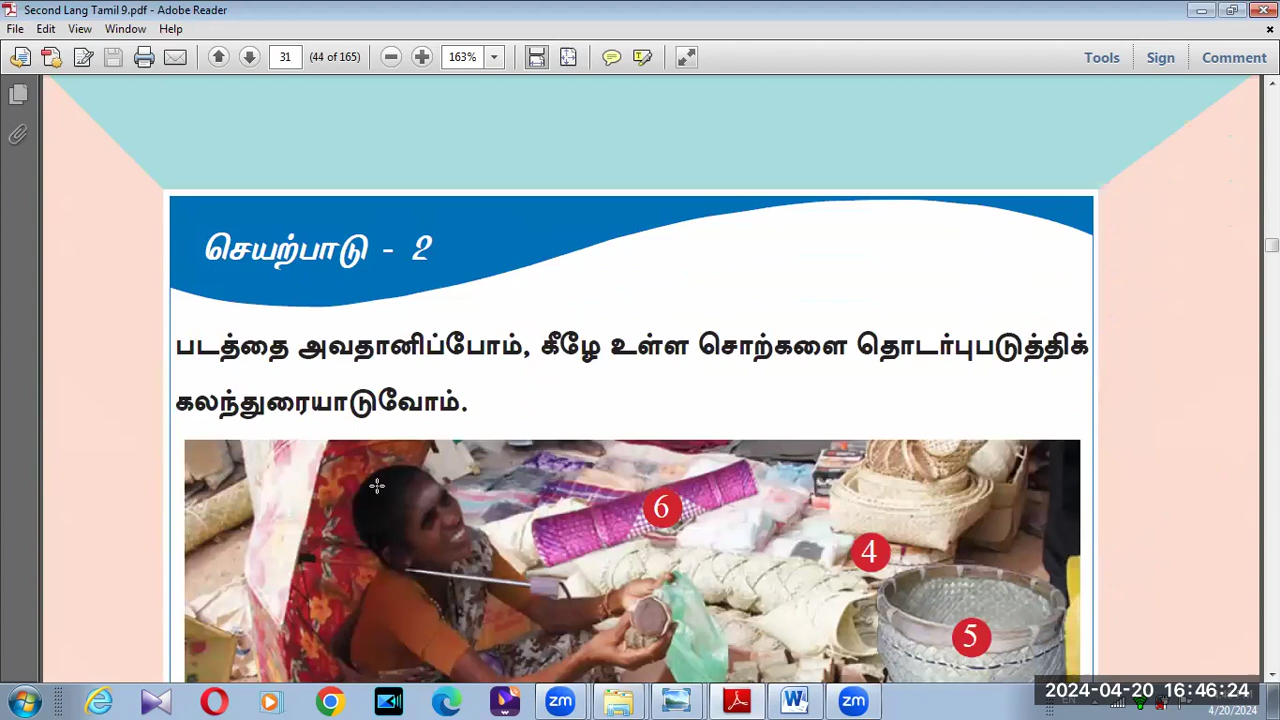 Second Lang Tamil 9.pdf - Adobe Reader
File Edit View Window Help
31 (44 of 165) 163% Tools Sign Comment
செயற்பாடு - 2
படத்தை அவதானிப்போம், கீழே உள்ள சொற்களை தொடர்புபடுத்திக்
கலந்துரையாடுவோம்.
6
4
5
2024-04-20 16:46:24
4/20/2024